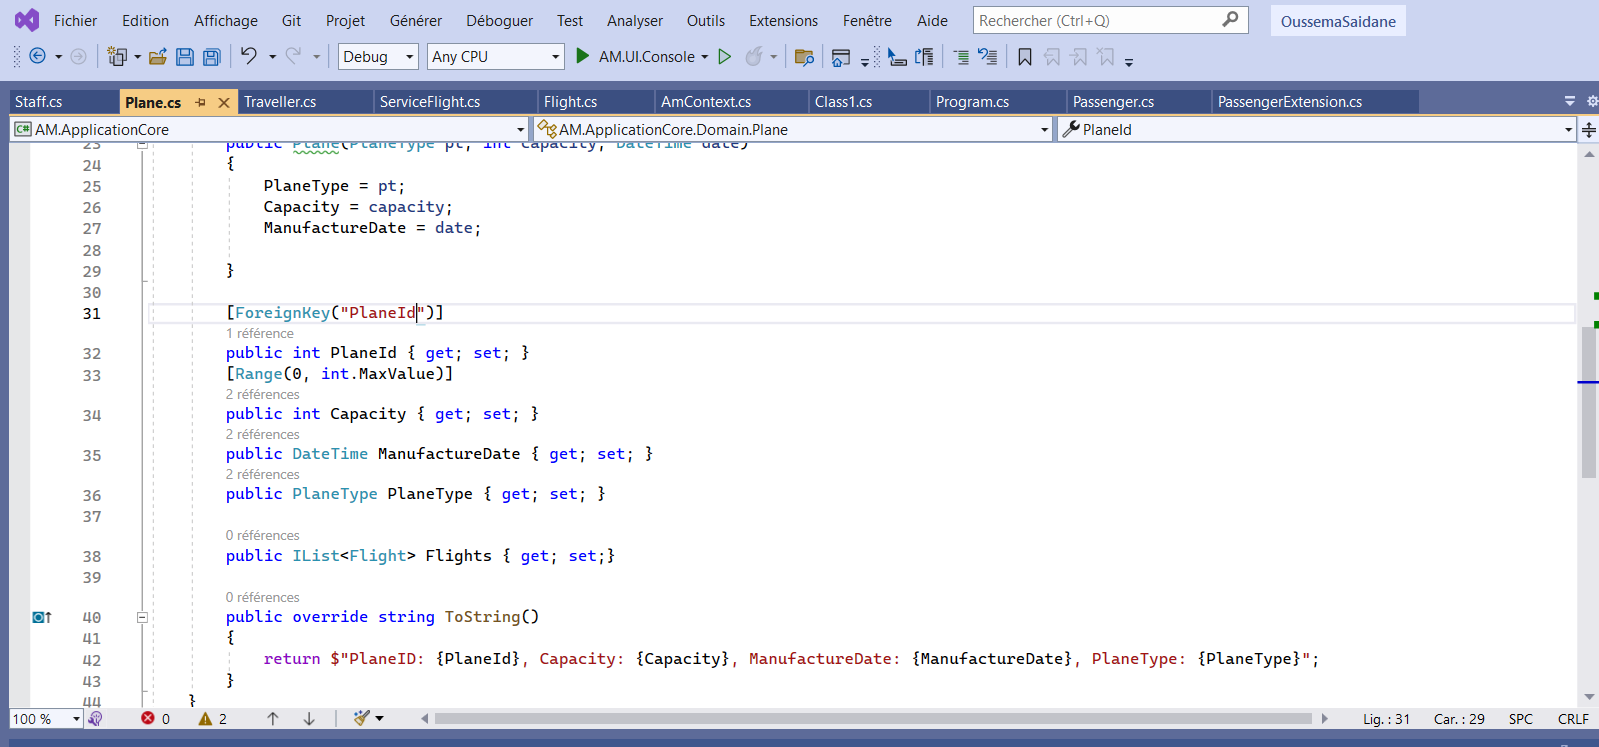 Fichier Edition Affichage Git Projet Générer Déboguer Test Analyser Outils Extensions Fenêtre Aide Rechercher (Ctrl+Q) OussemaSaidane
Debug Any CPU AM.UI.Console
Staff.cs Plane.cs Traveller.cs ServiceFlight.cs Flight.cs AmContext.cs Class1.cs Program.cs Passenger.cs PassengerExtension.cs
C# AM.ApplicationCore AM.ApplicationCore.Domain.Plane PlaneId
23 public Plane(PlaneType pt, int capacity, DateTime date)
24 {
25 PlaneType = pt;
26 Capacity = capacity;
27 ManufactureDate = date;
28
29 }
30
31 [ForeignKey("PlaneId")]
1 référence
32 public int PlaneId { get; set; }
33 [Range(0, int.MaxValue)]
2 références
34 public int Capacity { get; set; }
2 références
35 public DateTime ManufactureDate { get; set; }
2 références
36 public PlaneType PlaneType { get; set; }
37
0 références
38 public IList<Flight> Flights { get; set;}
39
0 références
40 public override string ToString()
41 {
42 return $"PlaneID: {PlaneId}, Capacity: {Capacity}, ManufactureDate: {ManufactureDate}, PlaneType: {PlaneType}";
43 }
44 }
100 % 0 2 Lig. : 31 Car. : 29 SPC CRLF